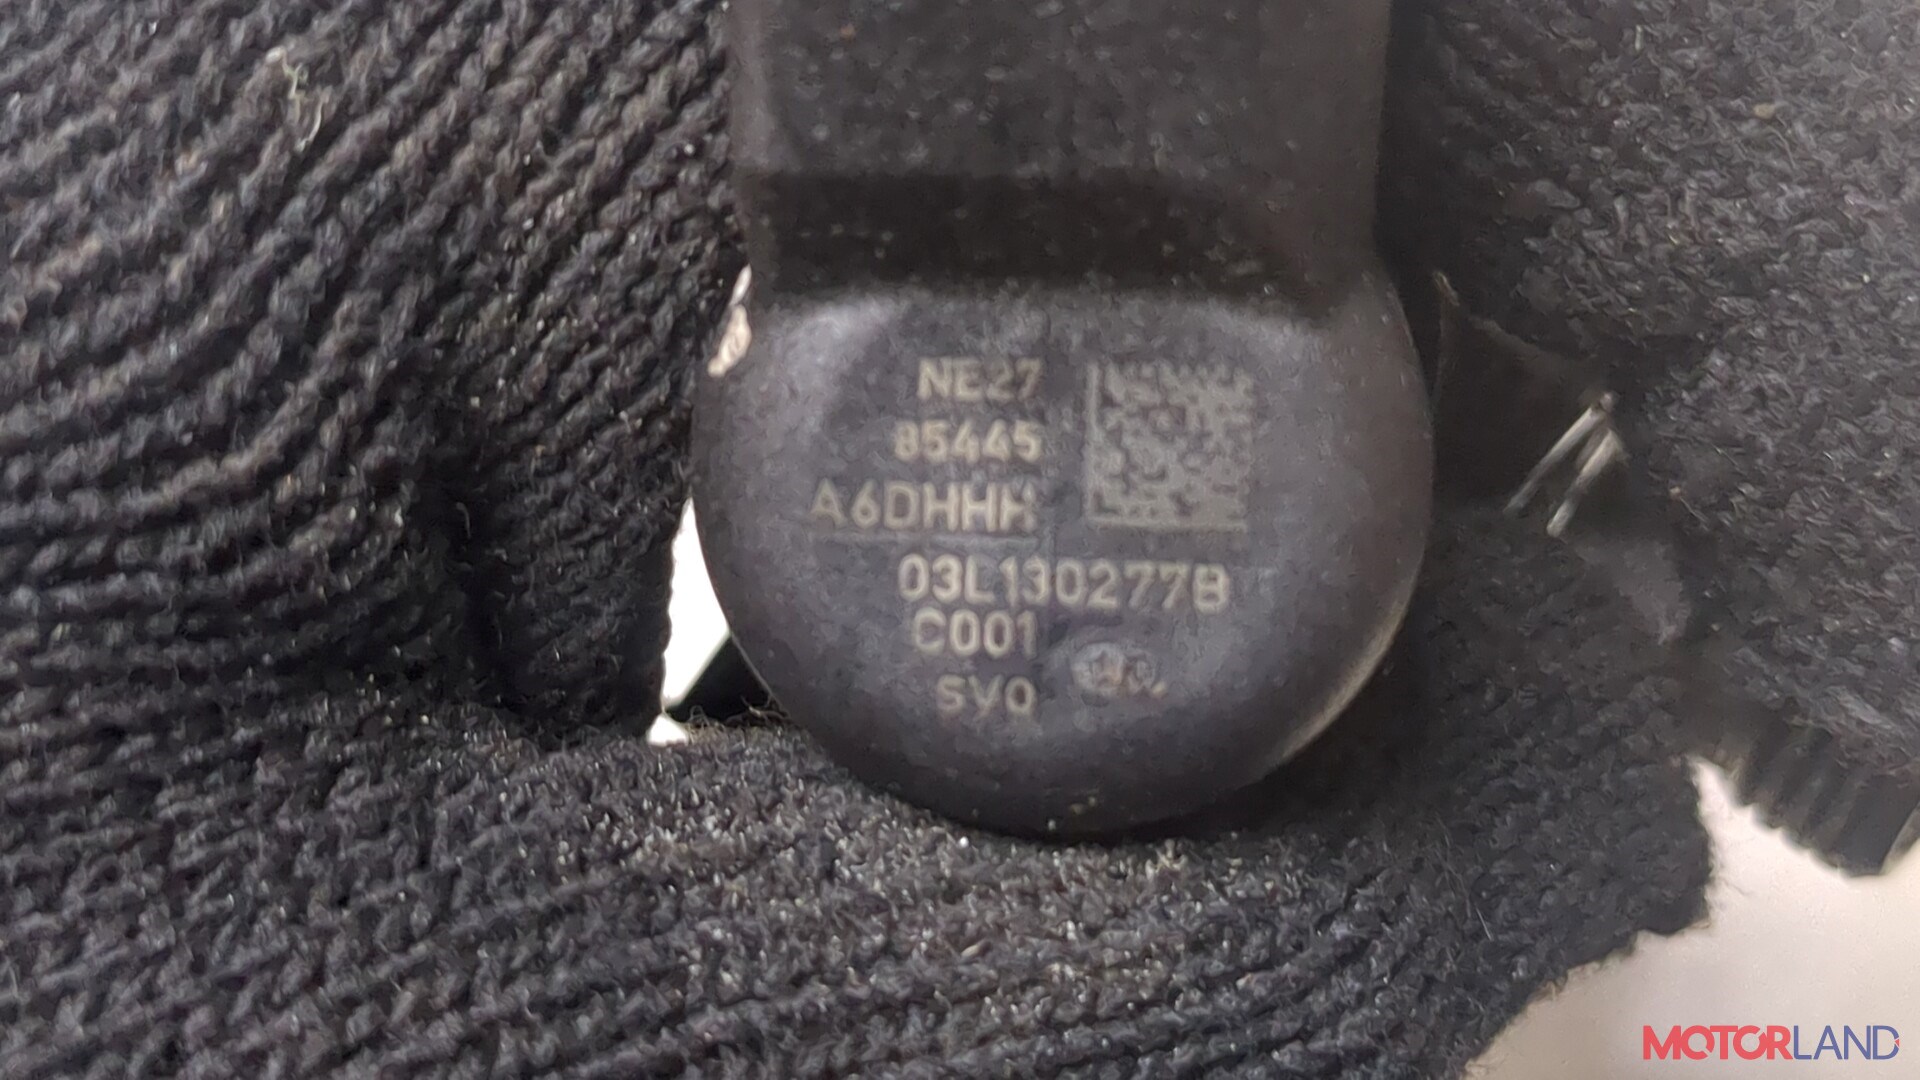 NE27
85445
A6DHHH
03L130277B
C001
SVO
MOTORLAND